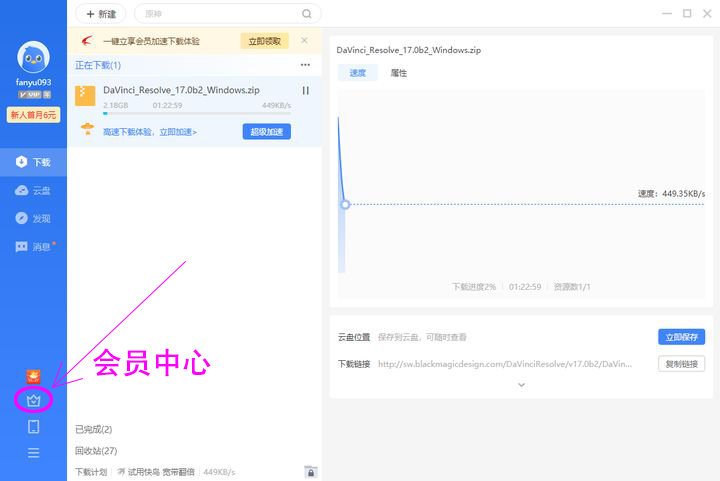 新建
原神
fanyu093
VIP
新人首月6元
下载
云盘
发现
消息
一键立享会员加速下载体验
立即领取
正在下载(1)
DaVinci_Resolve_17.0b2_Windows.zip
2.18GB 01:22:59 449KB/s
高速下载体验，立即加速>
超级加速
会员中心
已完成(2)
回收站(27)
下载计划 试用快鸟 宽带翻倍 449KB/s
DaVinci_Resolve_17.0b2_Windows.zip
速度 属性
速度：449.35KB/s
下载进度2% 01:22:59 资源数1/1
云盘位置 保存到云盘，可随时查看 立即保存
下载链接 http://sw.blackmagicdesign.com/DaVinciResolve/v17.0b2/DaVin... 复制链接